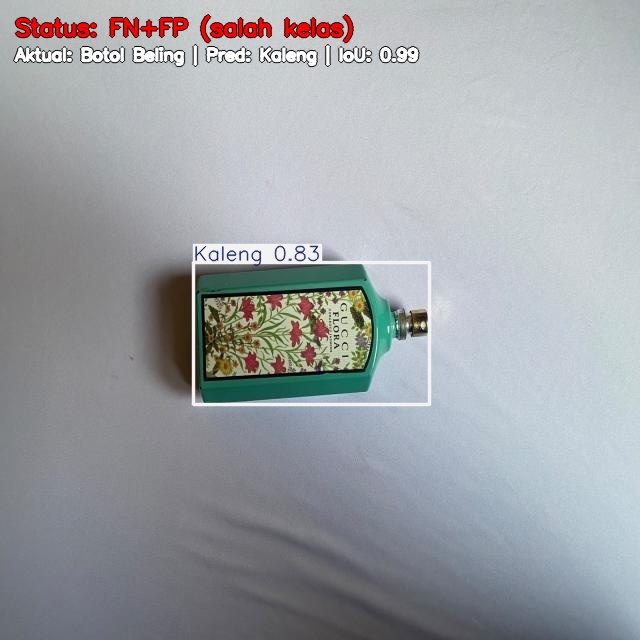 Status: FN+FP (salah kelas)
Aktual: Botol Beling | Pred: Kaleng | IoU: 0.99
Kaleng 0.83
GUCCI
FLORA